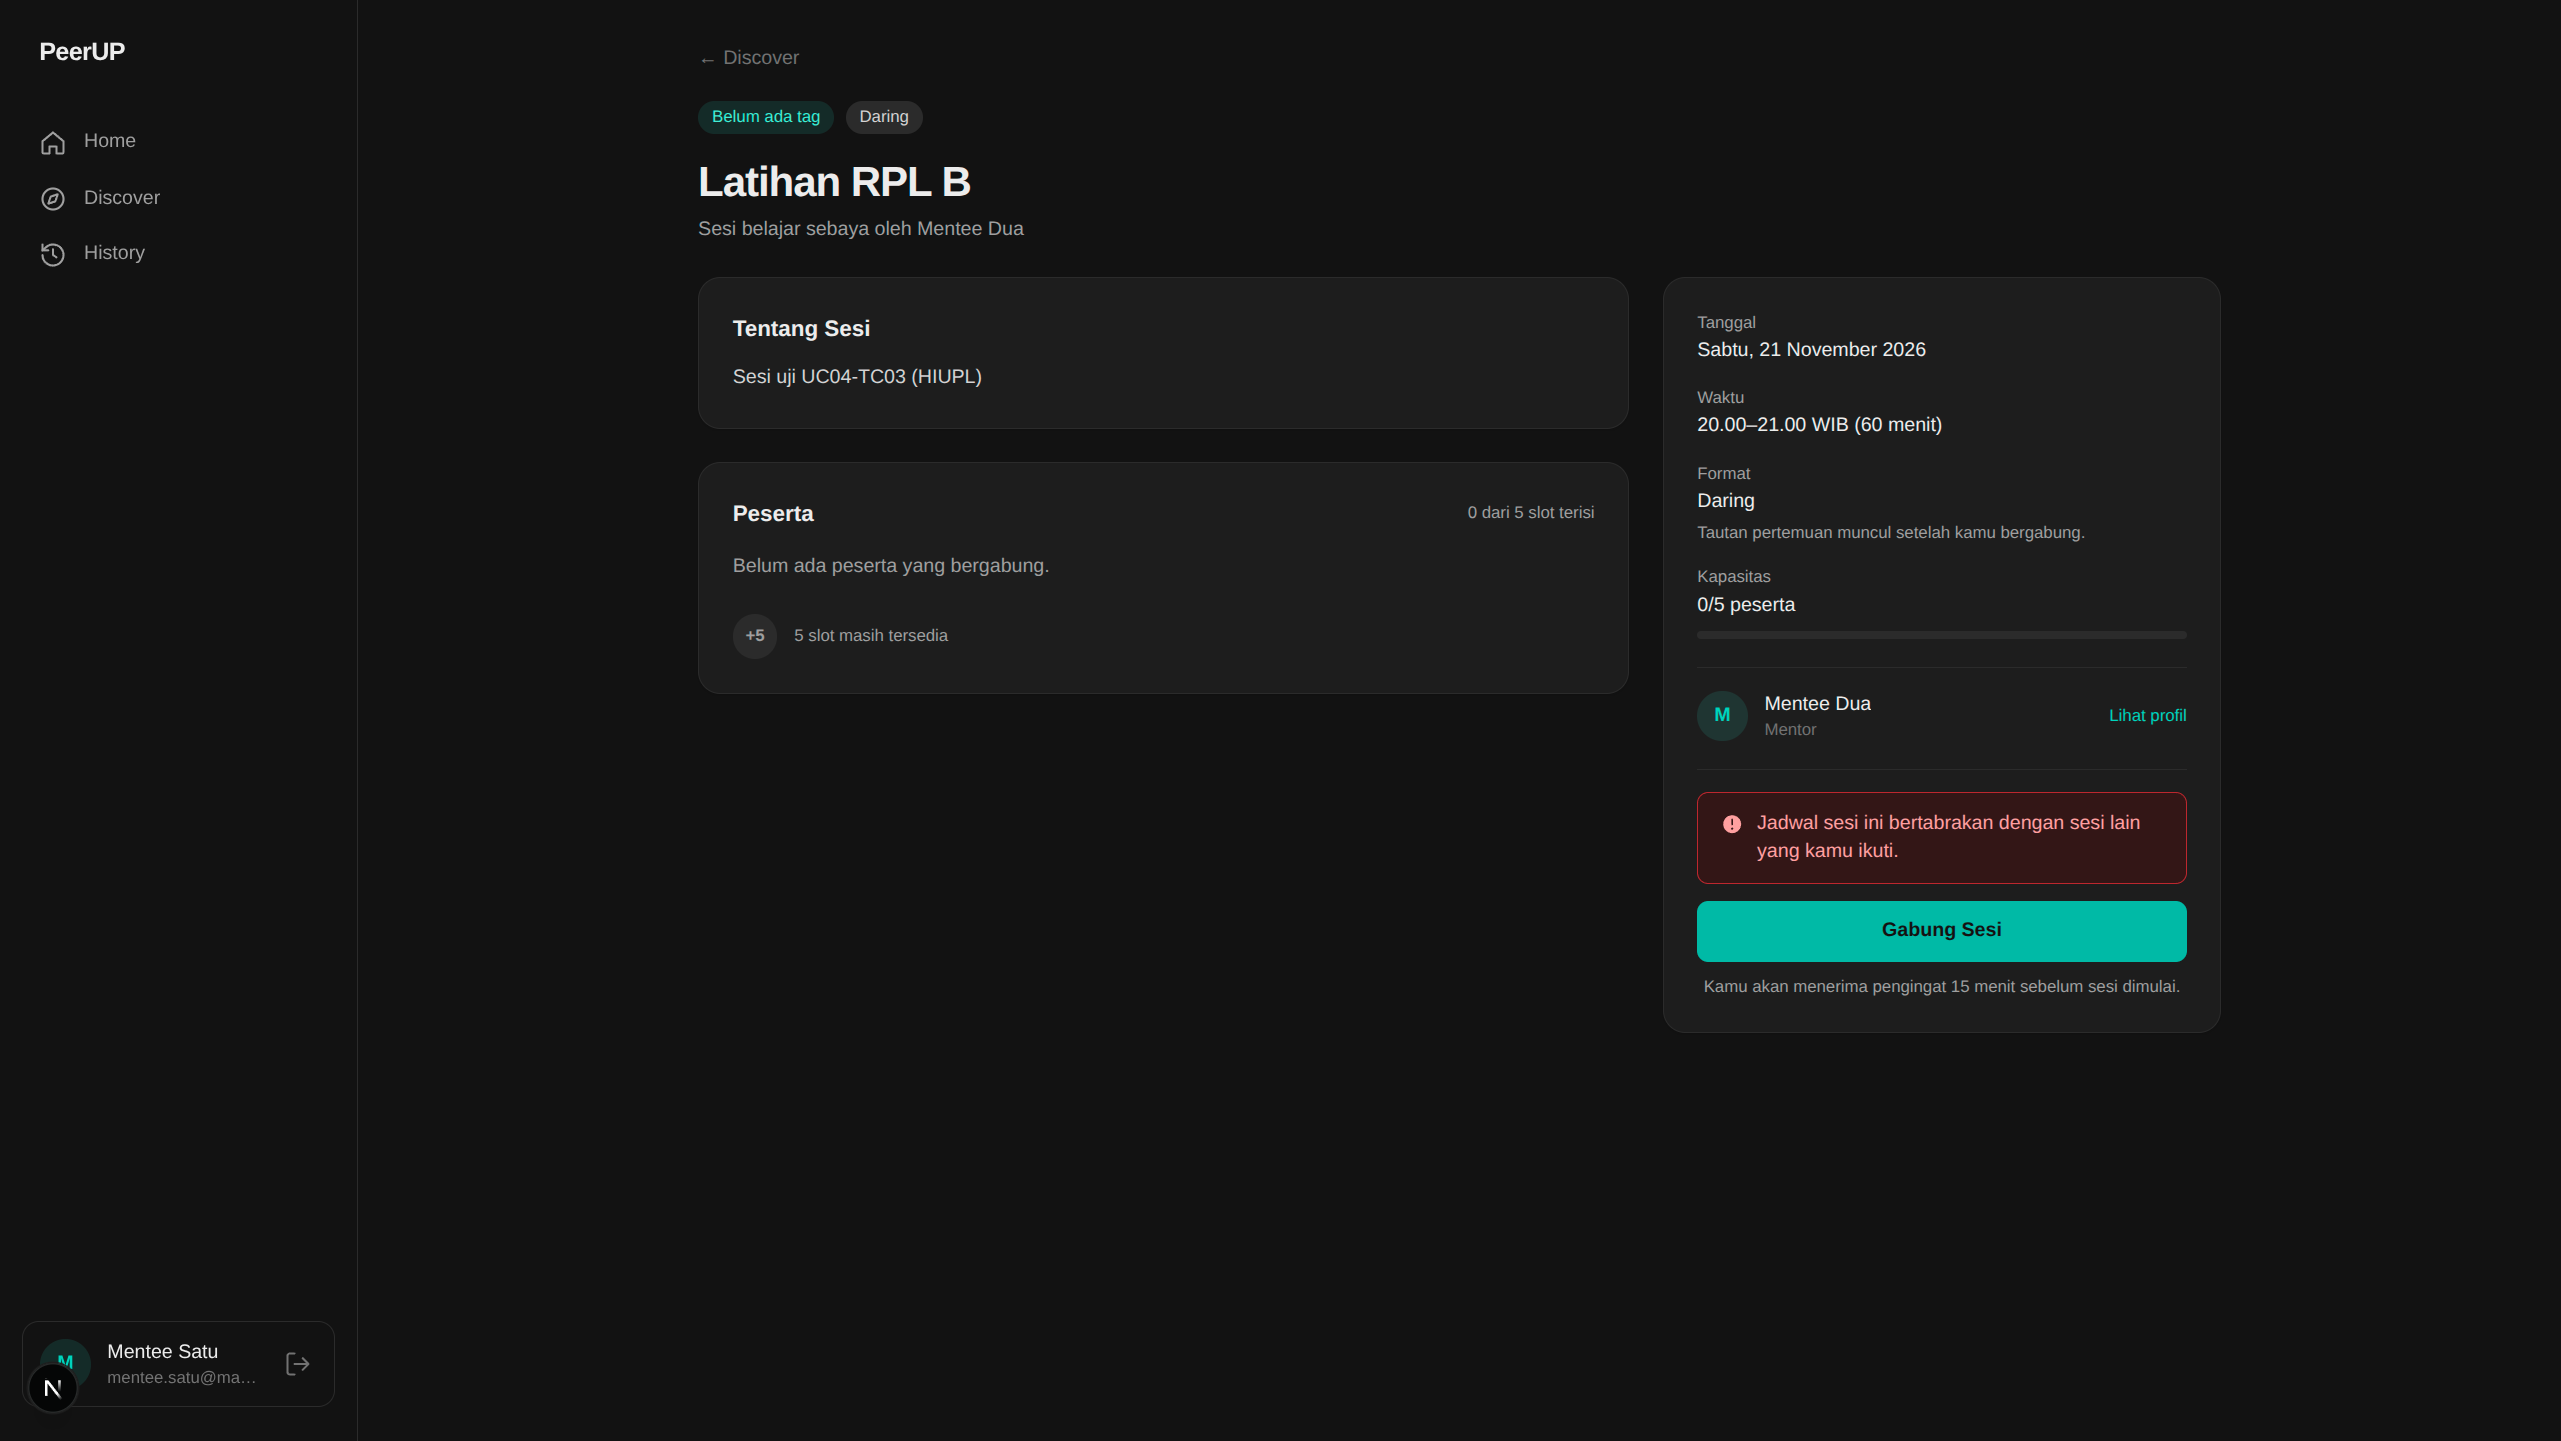 PeerUP
Home
Discover
History
← Discover
Belum ada tag
Daring
Latihan RPL B
Sesi belajar sebaya oleh Mentee Dua
Tentang Sesi
Sesi uji UC04-TC03 (HIUPL)
Peserta
0 dari 5 slot terisi
Belum ada peserta yang bergabung.
+5
5 slot masih tersedia
Tanggal
Sabtu, 21 November 2026
Waktu
20.00–21.00 WIB (60 menit)
Format
Daring
Tautan pertemuan muncul setelah kamu bergabung.
Kapasitas
0/5 peserta
M
Mentee Dua
Mentor
Lihat profil
Jadwal sesi ini bertabrakan dengan sesi lain
yang kamu ikuti.
Gabung Sesi
Kamu akan menerima pengingat 15 menit sebelum sesi dimulai.
M
Mentee Satu
mentee.satu@ma…
N